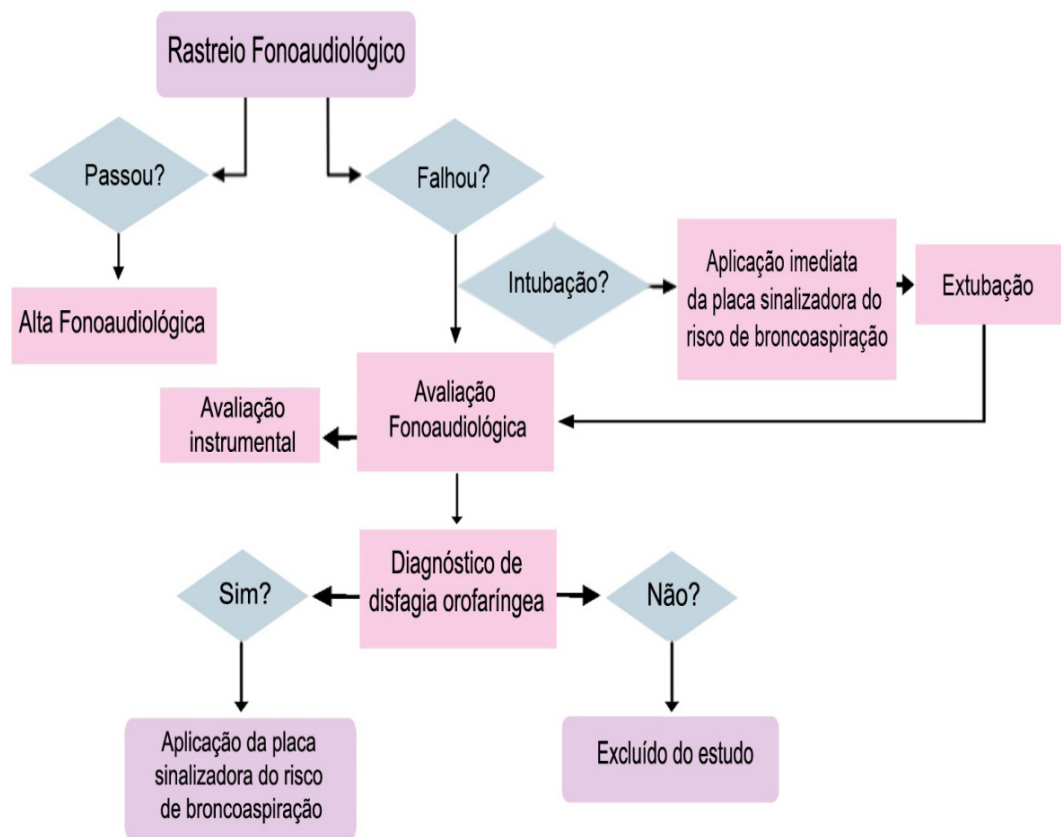 Rastreio Fonoaudiológico
Passou?
Falhou?
Alta Fonoaudiológica
Intubação?
Aplicação imediata
da placa sinalizadora do
risco de broncoaspiração
Extubação
Avaliação
instrumental
Avaliação
Fonoaudiológica
Diagnóstico de
disfagia orofaríngea
Sim?
Não?
Aplicação da placa
sinalizadora do risco
de broncoaspiração
Excluído do estudo